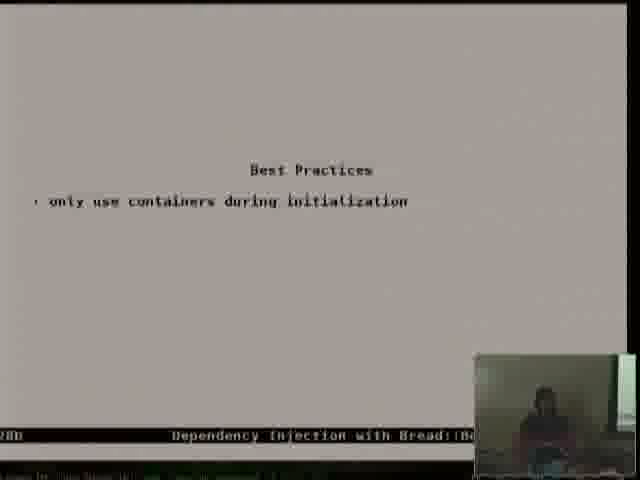 Best Practices
· only use containers during initialization
Dependency Injection with Bread::